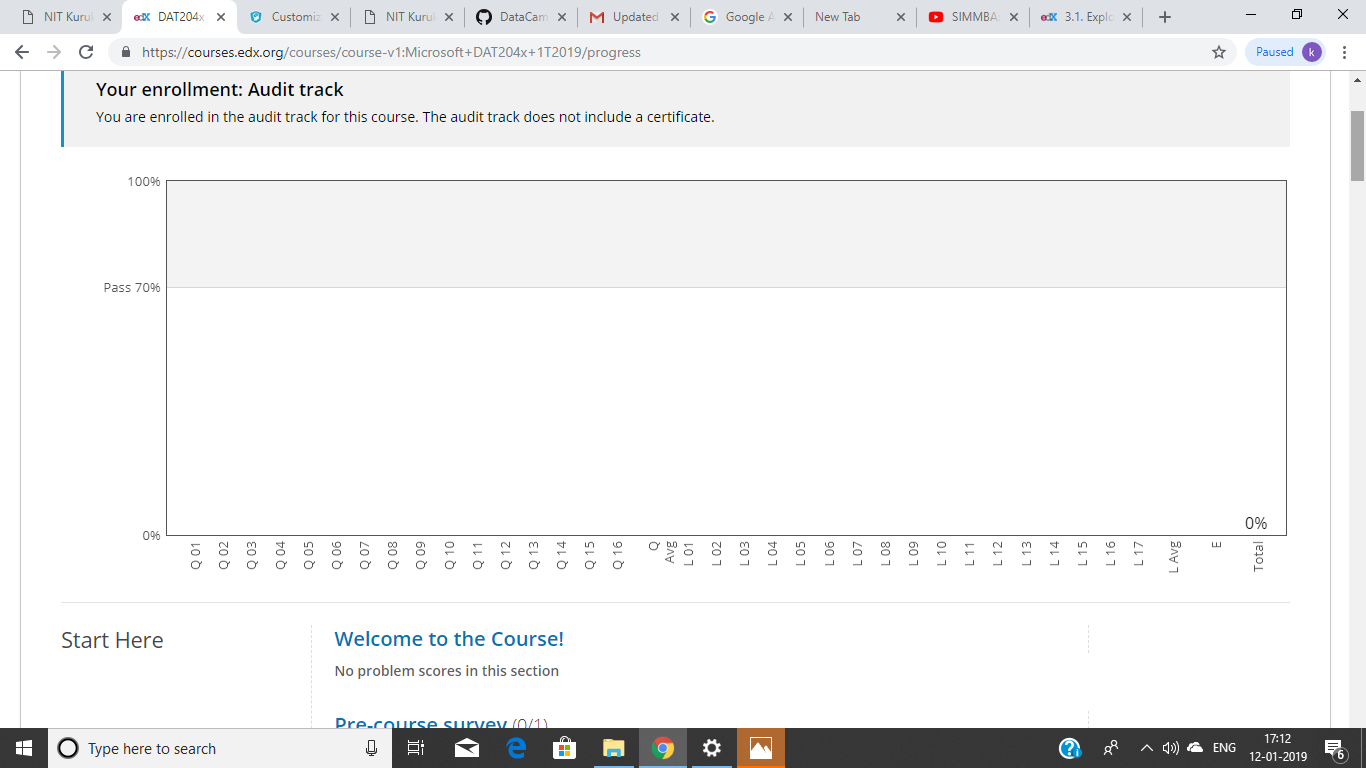 NIT Kuru
edX DAT204x
Customiz
NIT Kuru
DataCam
Updated
Google A
New Tab
SIMMBA
edX 3.1. Explo
https://courses.edx.org/courses/course-v1:Microsoft+DAT204x+1T2019/progress
Paused k
Your enrollment: Audit track
You are enrolled in the audit track for this course. The audit track does not include a certificate.
100%
Pass 70%
0%
0%
Q 01
Q 02
Q 03
Q 04
Q 05
Q 06
Q 07
Q 08
Q 09
Q 10
Q 11
Q 12
Q 13
Q 14
Q 15
Q 16
Q
Avg
L 01
L 02
L 03
L 04
L 05
L 06
L 07
L 08
L 09
L 10
L 11
L 12
L 13
L 14
L 15
L 16
L 17
L Avg
E
Total
Start Here
Welcome to the Course!
No problem scores in this section
Pre-course survey (0/1)
Type here to search
ENG
17:12
12-01-2019
6